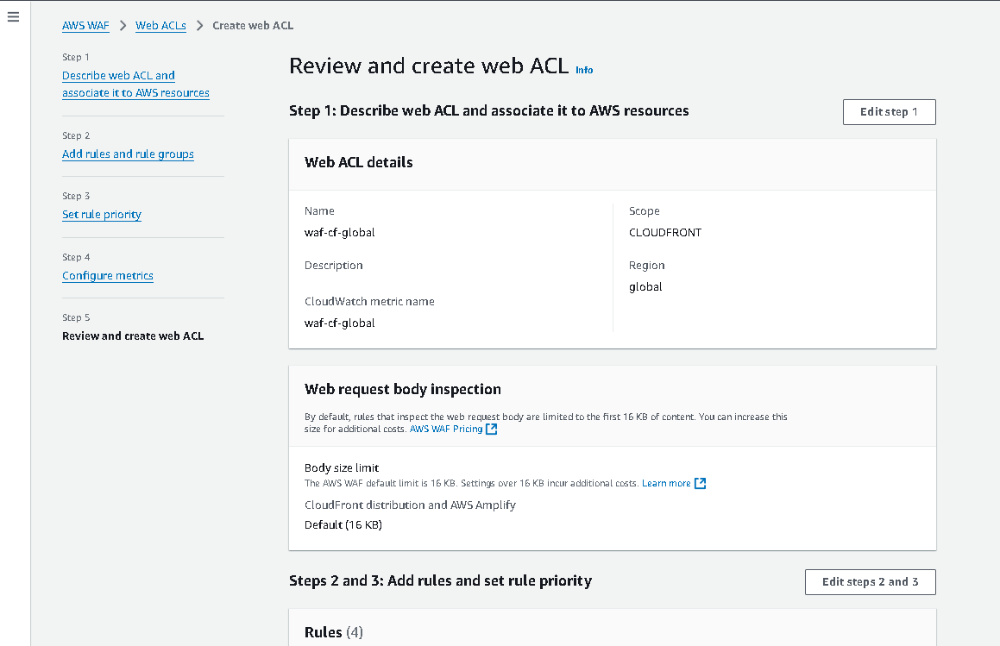 AWS WAF > Web ACLs > Create web ACL
Step 1
Describe web ACL and
associate it to AWS resources
Step 2
Add rules and rule groups
Step 3
Set rule priority
Step 4
Configure metrics
Step 5
Review and create web ACL
Review and create web ACL Info
Step 1: Describe web ACL and associate it to AWS resources
Edit step 1
Web ACL details
Name
waf-cf-global
Description
CloudWatch metric name
waf-cf-global
Scope
CLOUDFRONT
Region
global
Web request body inspection
By default, rules that inspect the web request body are limited to the first 16 KB of content. You can increase this
size for additional costs. AWS WAF Pricing
Body size limit
The AWS WAF default limit is 16 KB. Settings over 16 KB incur additional costs. Learn more
CloudFront distribution and AWS Amplify
Default (16 KB)
Steps 2 and 3: Add rules and set rule priority
Edit steps 2 and 3
Rules (4)